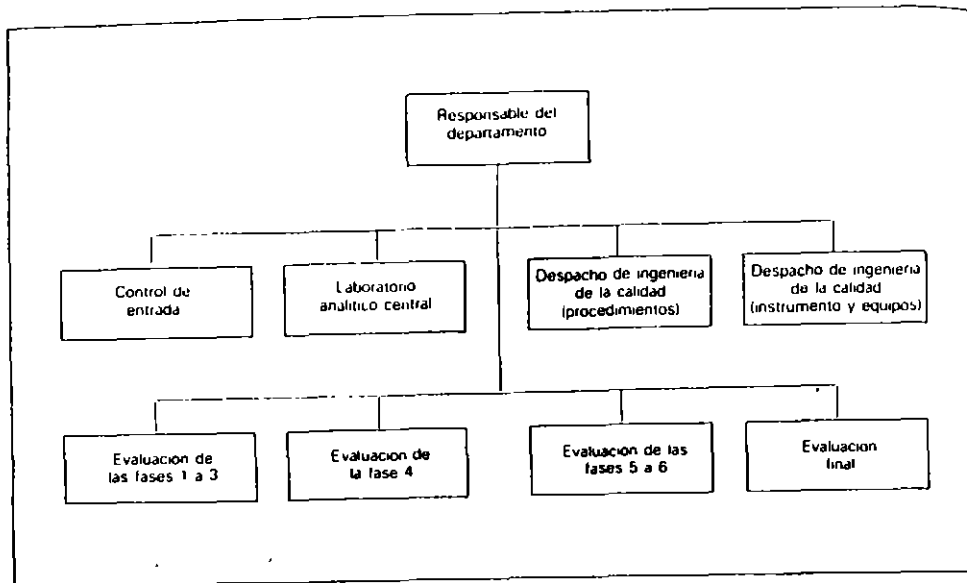 Responsable del
departamento
Control de
entrada
Laboratorio
analitico central
Despacho de ingenieria
de la calidad
(procedimientos)
Despacho de ingenieria
de la calidad
(instrumento y equipos)
Evaluacion de
las fases 1 a 3
Evaluacion de
la fase 4
Evaluacion de las
fases 5 a 6
Evaluacion
final